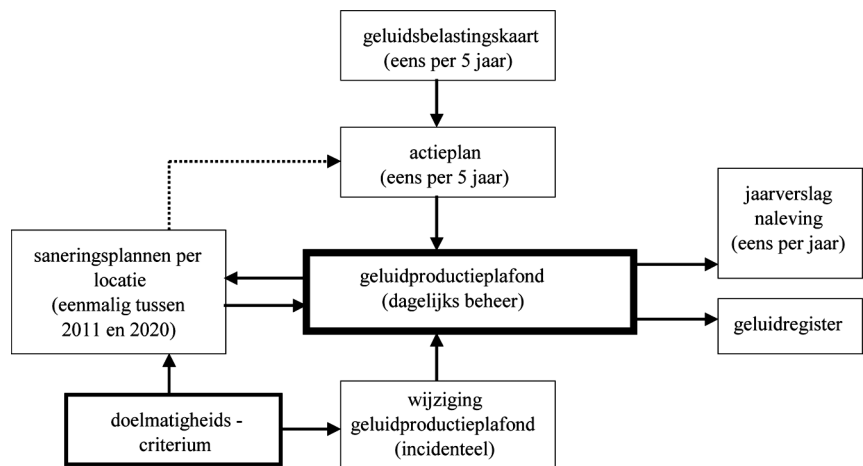 geluidsbelastingskaart
(eens per 5 jaar)
actieplan
(eens per 5 jaar)
jaarverslag
naleving
(eens per jaar)
saneringsplannen per
locatie
(eenmalig tussen
2011 en 2020)
geluidproductieplafond
(dagelijks beheer)
geluidregister
doelmatigheids -
criterium
wijziging
geluidproductieplafond
(incidenteel)